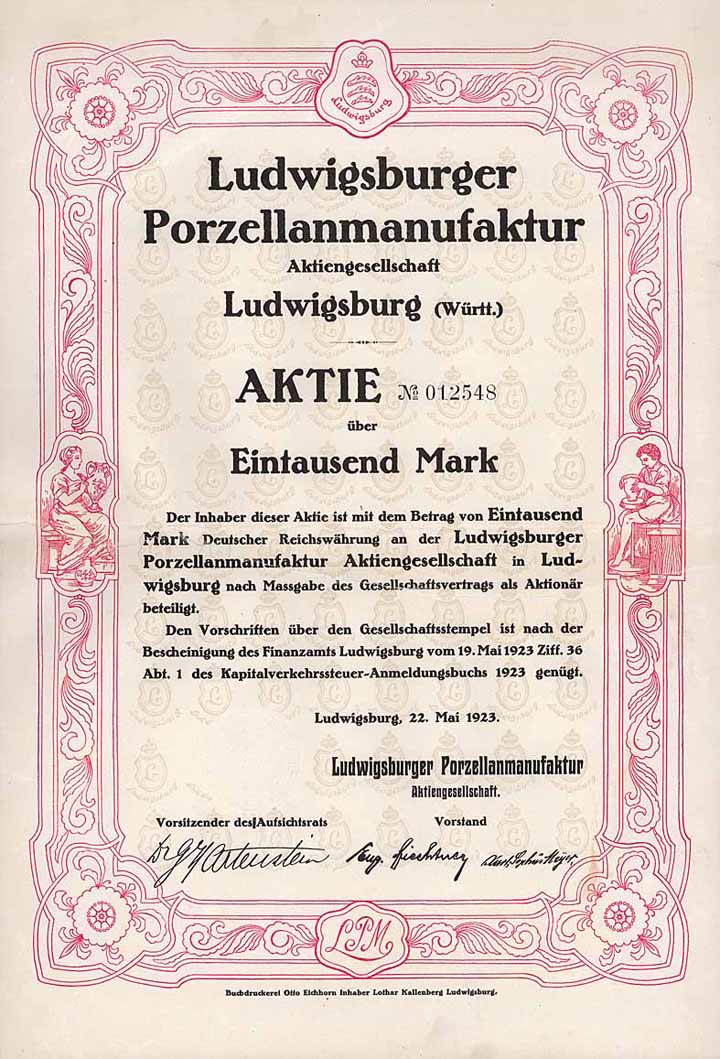 Ludwigsburg
Ludwigsburger
Porzellanmanufaktur
Aktiengesellschaft
Ludwigsburg (Württ.)
AKTIE № 012548
über
Eintausend Mark
Der Inhaber dieser Aktie ist mit dem Betrag von Eintausend
Mark Deutscher Reichswährung an der Ludwigsburger
Porzellanmanufaktur Aktiengesellschaft in Lud-
wigsburg nach Massgabe des Gesellschaftsvertrags als Aktionär
beteiligt.
Den Vorschriften über den Gesellschaftsstempel ist nach der
Bescheinigung des Finanzamts Ludwigsburg vom 19. Mai 1923 Ziff. 36
Abt. 1 des Kapitalverkehrssteuer-Anmeldungsbuchs 1923 genügt.
Ludwigsburg, 22. Mai 1923.
Ludwigsburger Porzellanmanufaktur
Aktiengesellschaft.
Vorsitzender des Aufsichtsrats Vorstand
LPM
Buchdruckerei Otto Eichhorn Inhaber Lothar Kallenberg Ludwigsburg.